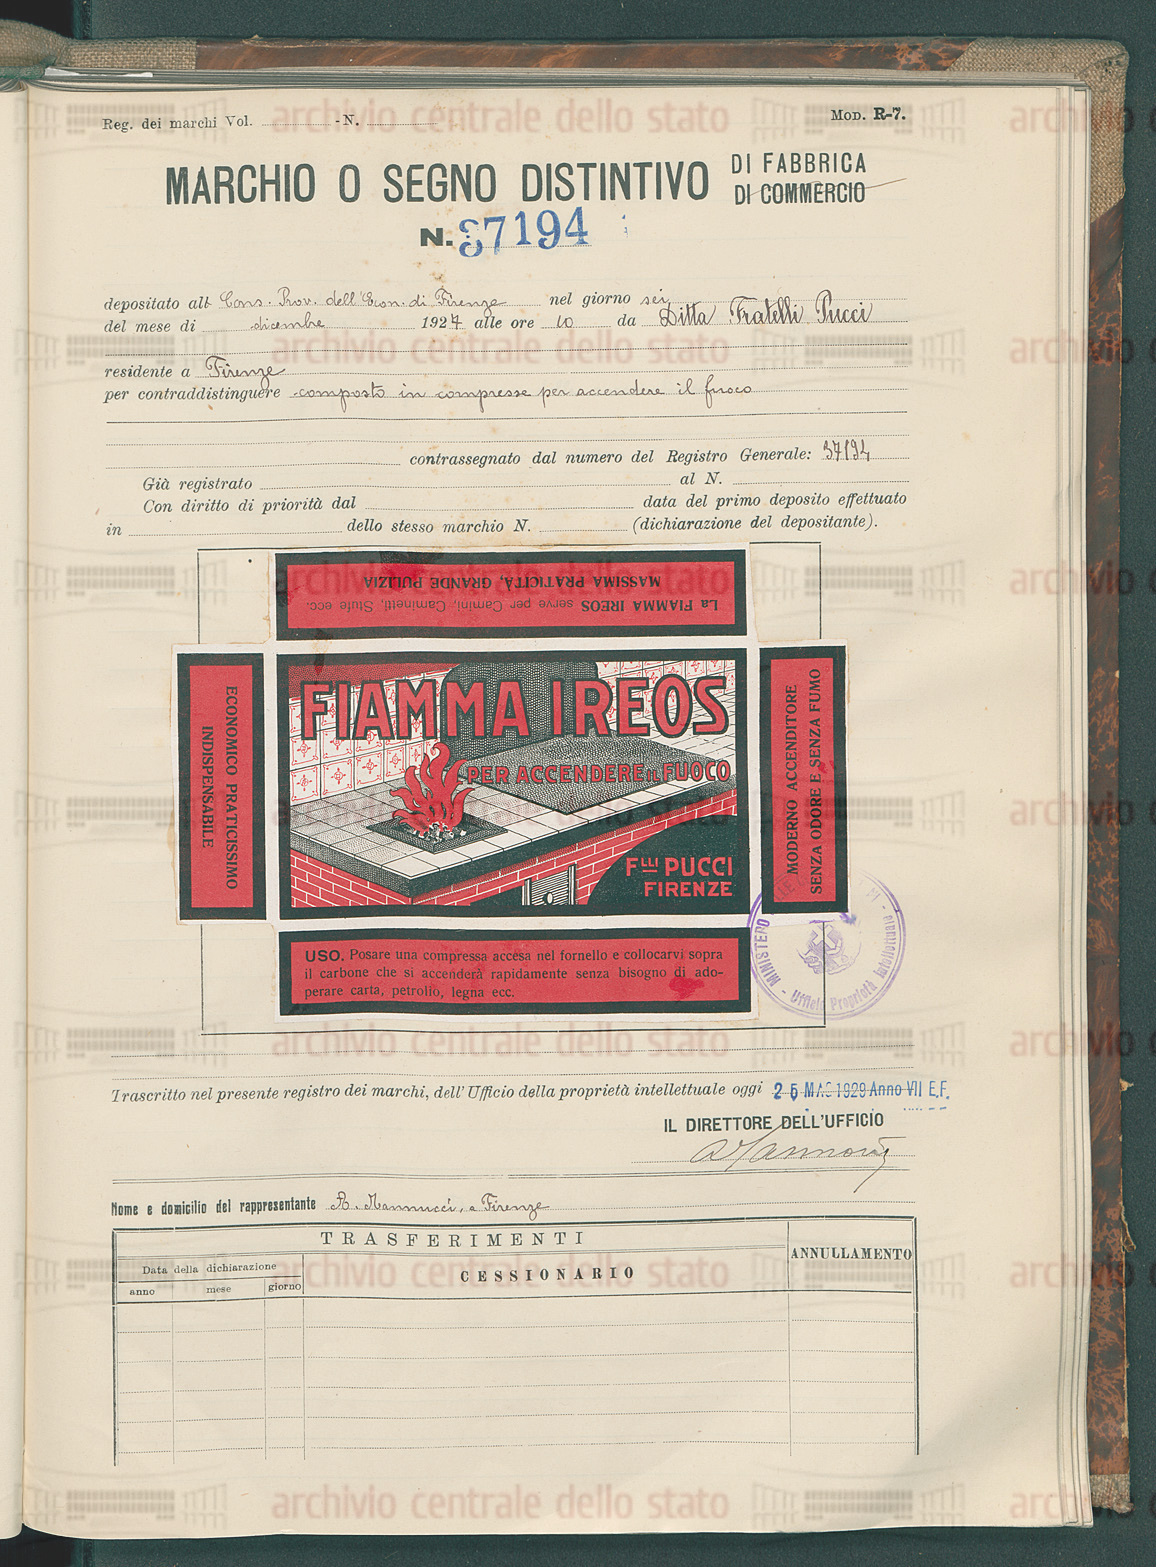 Reg. dei marchi Vol. -N.
Mod. R-7.
MARCHIO O SEGNO DISTINTIVO DI FABBRICA
DI COMMERCIO
N. 37194
depositato all Cons. Prov. dell'Econ. di Firenze nel giorno sei
del mese di dicembre 1927 alle ore 10 da Ditta Fratelli Pucci
residente a Firenze
per contraddistinguere composto in compresse per accendere il fuoco
contrassegnato dal numero del Registro Generale: 37194
Già registrato al N.
Con diritto di priorità dal data del primo deposito effettuato
in dello stesso marchio N. (dichiarazione del depositante).
La FIAMMA IREOS serve per Camini, Caminetti, Stufe ecc.
MASSIMA PRATICITÀ, GRANDE PULIZIA
ECONOMICO PRATICISSIMO
INDISPENSABILE
FIAMMA IREOS
PER ACCENDERE IL FUOCO
Flli PUCCI
FIRENZE
MODERNO ACCENDITORE
SENZA ODORE E SENZA FUMO
USO. Posare una compressa accesa nel fornello e collocarvi sopra
il carbone che si accenderà rapidamente senza bisogno di ado-
perare carta, petrolio, legna ecc.
MINISTERO
- Ufficio Proprietà Intellettuale -
Trascritto nel presente registro dei marchi, dell'Ufficio della proprietà intellettuale oggi 25 MAG 1929 Anno VII E.F.
IL DIRETTORE DELL'UFFICIO
Nome e domicilio del rappresentante A. Mannucci, a Firenze
TRASFERIMENTI
ANNULLAMENTO
Data della dichiarazione
CESSIONARIO
anno mese giorno
archivio centrale dello stato